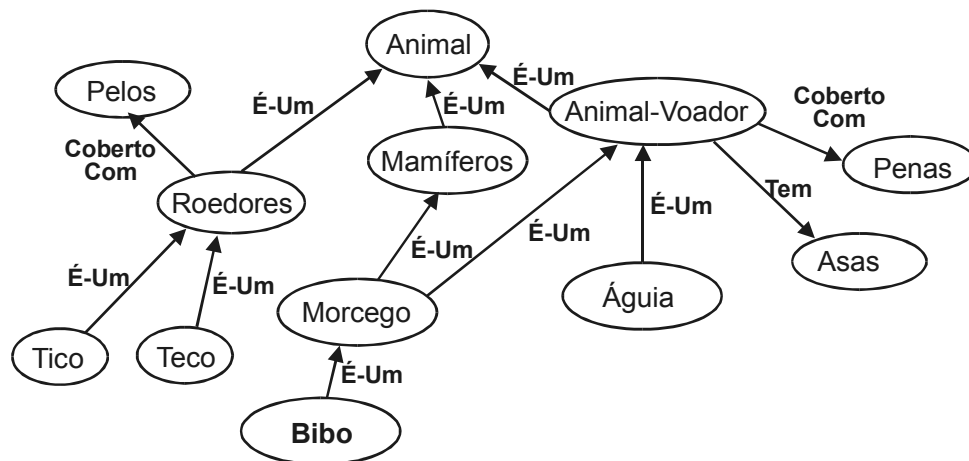 Animal
Pelos
É-Um
É-Um
É-Um
Animal-Voador
Coberto
Com
Coberto
Com
Mamíferos
Penas
Roedores
Tem
É-Um
É-Um
É-Um
É-Um
É-Um
Asas
Águia
Morcego
Tico
Teco
É-Um
Bibo